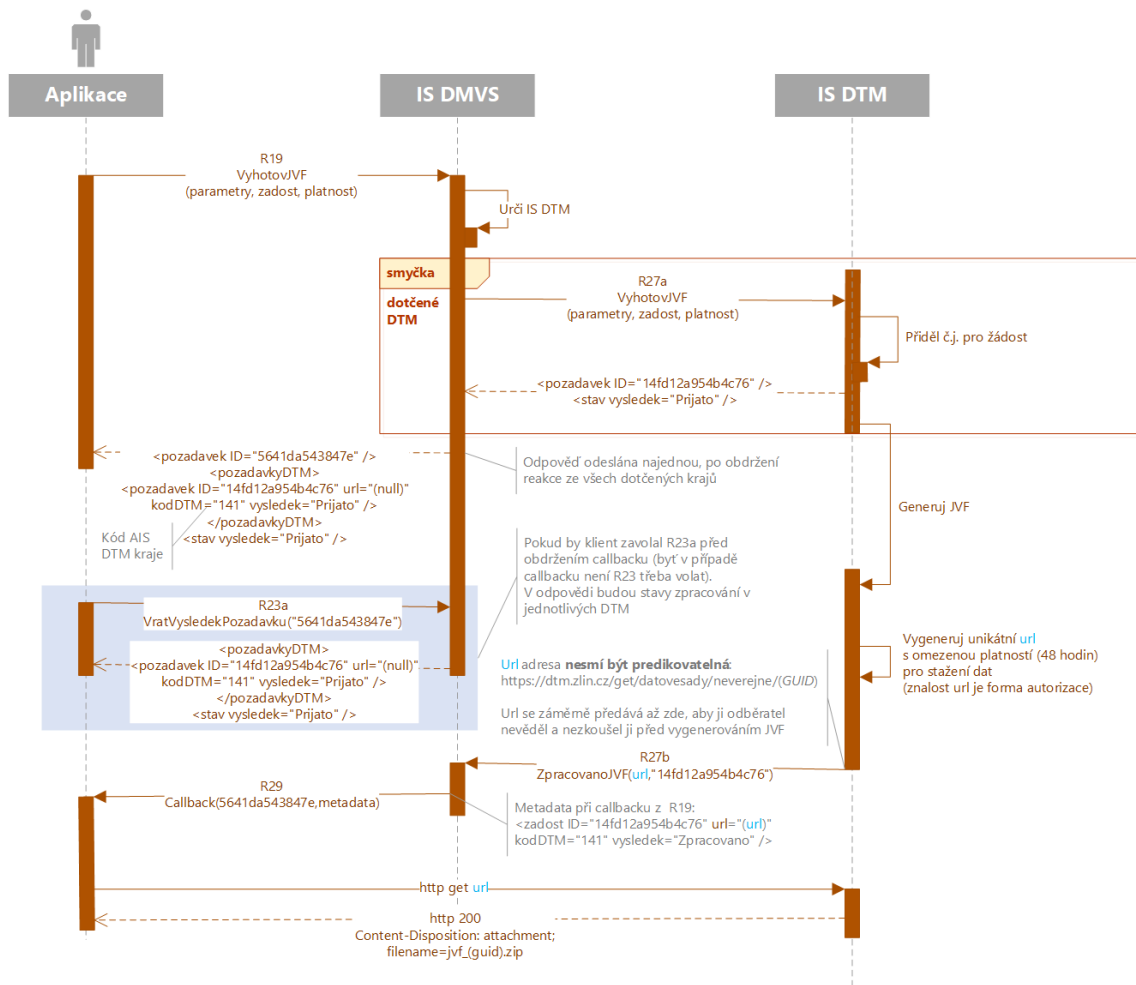 Aplikace
IS DMVS
IS DTM
R19
VyhotovJVF
(parametry, zadost, platnost)
Urči IS DTM
smyčka
dotčené
DTM
R27a
VyhotovJVF
(parametry, zadost, platnost)
Přiděl č.j. pro žádost
<pozadavek ID="14fd12a954b4c76" />
<stav vysledek="Prijato" />
<pozadavek ID="5641da543847e" />
<pozadavkyDTM>
<pozadavek ID="14fd12a954b4c76" url="(null)"
kodDTM="141" vysledek="Prijato" />
</pozadavkyDTM>
<stav vysledek="Prijato" />
Kód AIS
DTM kraje
Odpověď odeslána najednou, po obdržení
reakce ze všech dotčených krajů
Generuj JVF
Pokud by klient zavolal R23a před
obdržením callbacku (byť v případě
callbacku není R23 třeba volat).
V odpovědi budou stavy zpracování v
jednotlivých DTM
R23a
VratVysledekPozadavku("5641da543847e")
<pozadavkyDTM>
<pozadavek ID="14fd12a954b4c76" url="(null)"
kodDTM="141" vysledek="Prijato" />
</pozadavkyDTM>
<stav vysledek="Prijato" />
Vygeneruj unikátní url
s omezenou platností (48 hodin)
pro stažení dat
(znalost url je forma autorizace)
Url adresa nesmí být predikovatelná:
https://dtm.zlin.cz/get/datovesady/neverejne/(GUID)
Url se záměrně předává až zde, aby ji odběratel
nevěděl a nezkoušel ji před vygenerováním JVF
R27b
ZpracovanoJVF(url,"14fd12a954b4c76")
R29
Callback(5641da543847e,metadata)
Metadata při callbacku z R19:
<zadost ID="14fd12a954b4c76" url="(url)"
kodDTM="141" vysledek="Zpracovano" />
http get url
http 200
Content-Disposition: attachment;
filename=jvf_(guid).zip